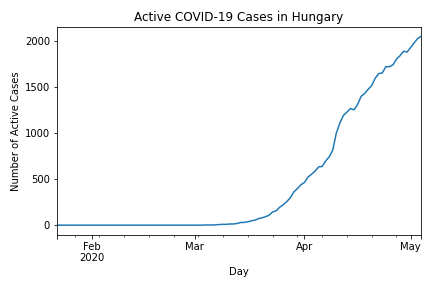 Active COVID-19 Cases in Hungary
Number of Active Cases
2000
1500
1000
500
0
Feb
2020
Mar
Apr
May
Day